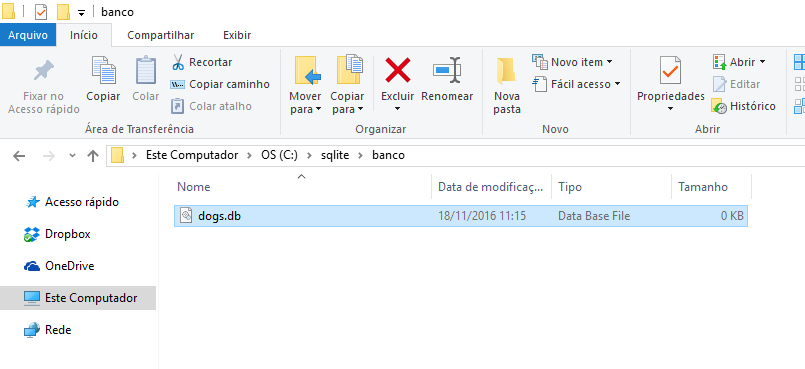 banco
Arquivo Início Compartilhar Exibir
Fixar no Acesso rápido
Copiar
Colar
Recortar
Copiar caminho
Colar atalho
Área de Transferência
Mover para
Copiar para
Excluir
Renomear
Organizar
Nova pasta
Novo item
Fácil acesso
Novo
Propriedades
Abrir
Editar
Histórico
Abrir
Este Computador > OS (C:) > sqlite > banco
Nome Data de modificaç... Tipo Tamanho
dogs.db 18/11/2016 11:15 Data Base File 0 KB
Acesso rápido
Dropbox
OneDrive
Este Computador
Rede